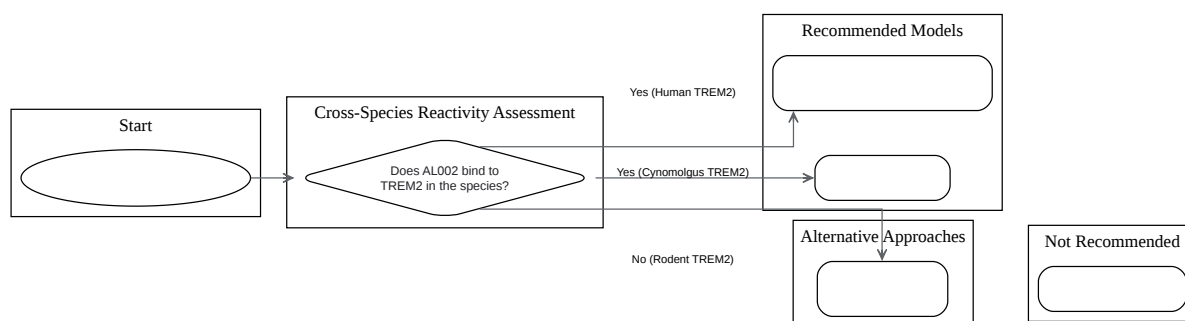 Start
Cross-Species Reactivity Assessment
Does AL002 bind to
TREM2 in the species?
Yes (Human TREM2)
Yes (Cynomolgus TREM2)
No (Rodent TREM2)
Recommended Models
Alternative Approaches
Not Recommended